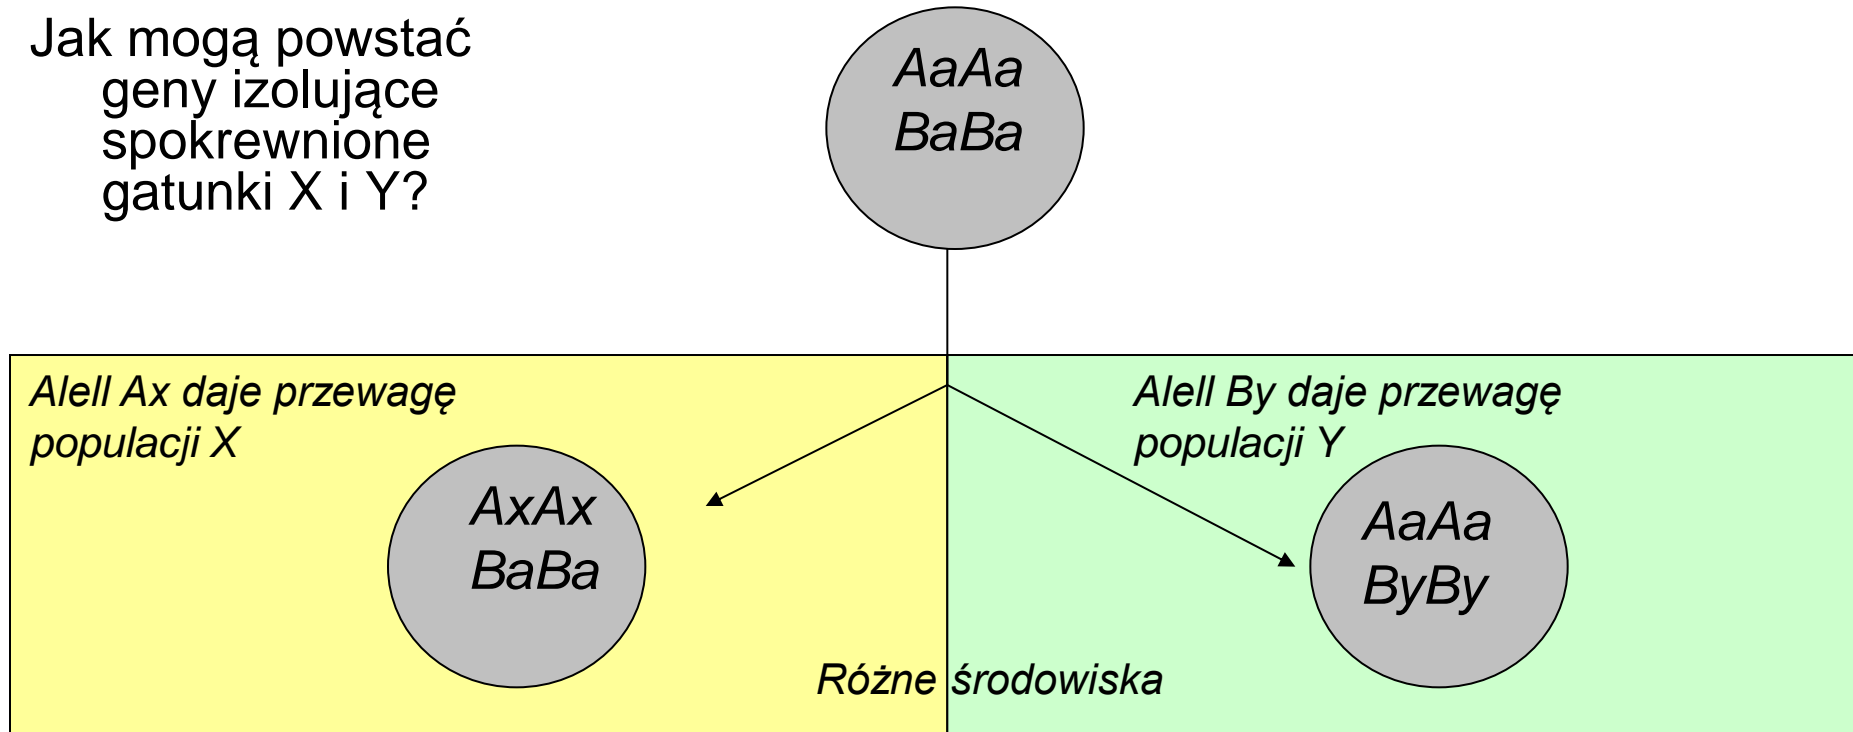 Jak mogą powstać
geny izolujące
spokrewnione
gatunki X i Y?
AaAa
BaBa
Alell Ax daje przewagę
populacji X
AxAx
BaBa
Alell By daje przewagę
populacji Y
AaAa
ByBy
Różne środowiska